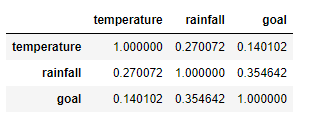 temperature rainfall goal
temperature 1.000000 0.270072 0.140102
rainfall 0.270072 1.000000 0.354642
goal 0.140102 0.354642 1.000000